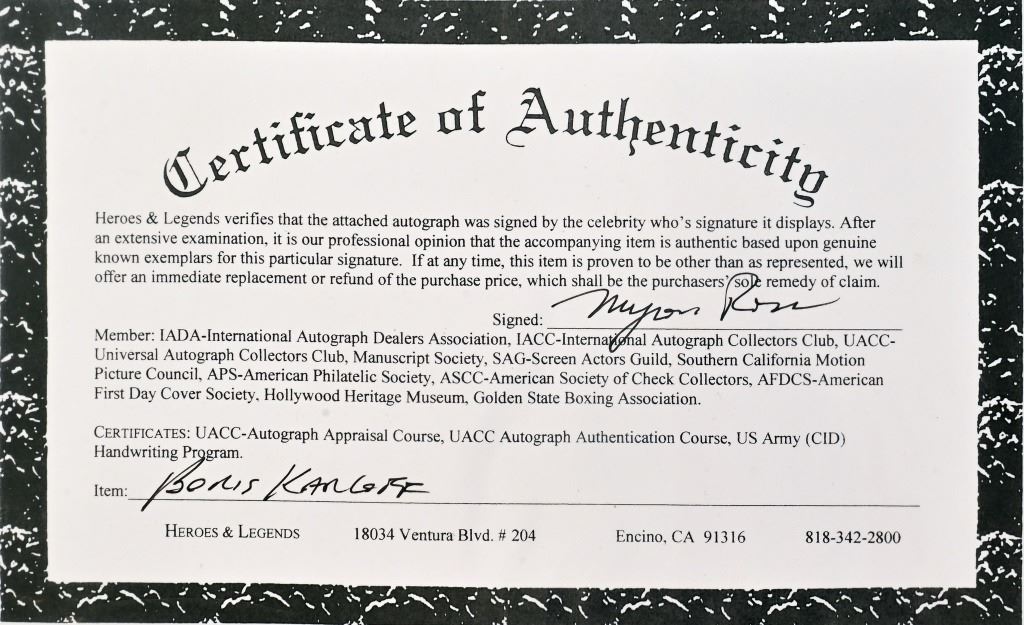 Certificate of Authenticity
Heroes & Legends verifies that the attached autograph was signed by the celebrity who's signature it displays. After
an extensive examination, it is our professional opinion that the accompanying item is authentic based upon genuine
known exemplars for this particular signature. If at any time, this item is proven to be other than as represented, we will
offer an immediate replacement or refund of the purchase price, which shall be the purchasers' sole remedy of claim.
Signed: Myron Ross
Member: IADA-International Autograph Dealers Association, IACC-International Autograph Collectors Club, UACC-
Universal Autograph Collectors Club, Manuscript Society, SAG-Screen Actors Guild, Southern California Motion
Picture Council, APS-American Philatelic Society, ASCC-American Society of Check Collectors, AFDCS-American
First Day Cover Society, Hollywood Heritage Museum, Golden State Boxing Association.
CERTIFICATES: UACC-Autograph Appraisal Course, UACC Autograph Authentication Course, US Army (CID)
Handwriting Program.
Item: Boris Karloff
HEROES & LEGENDS 18034 Ventura Blvd. # 204 Encino, CA 91316 818-342-2800